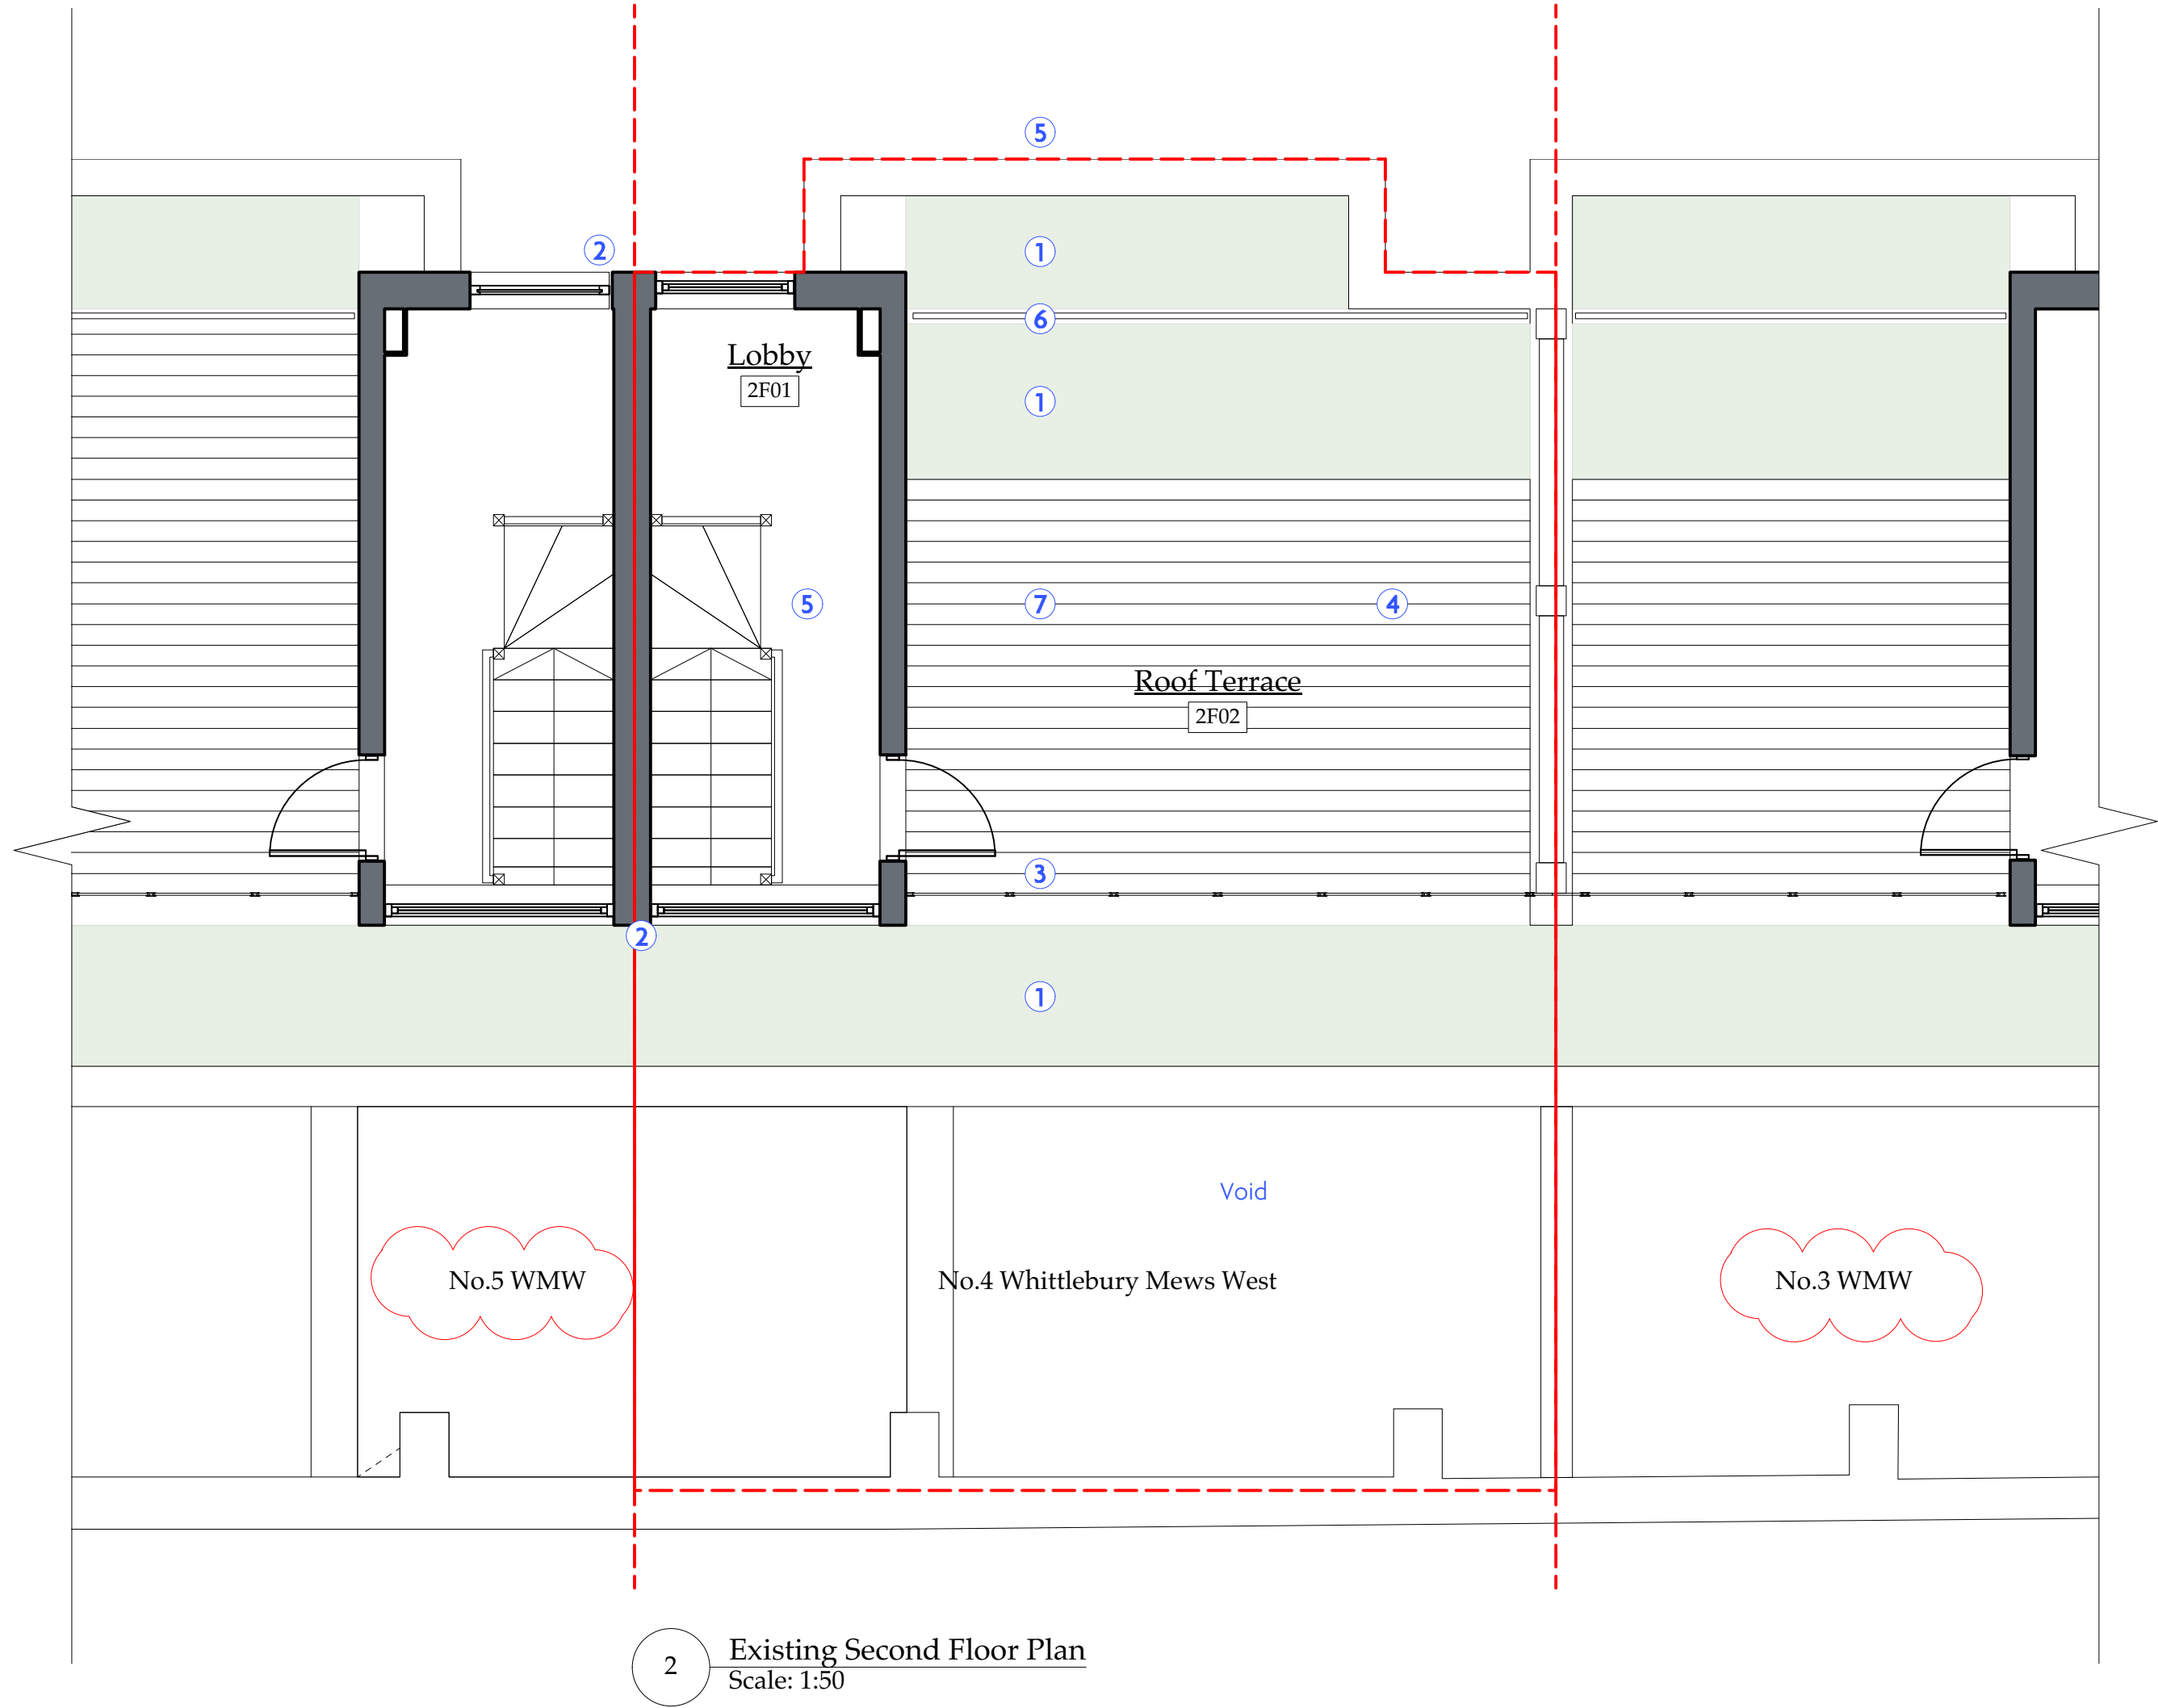 5
2
1
6
Lobby
2F01
1
5
7
4
Roof Terrace
2F02
3
2
1
Void
No.5 WMW
No.4 Whittlebury Mews West
No.3 WMW
2
Existing Second Floor Plan
Scale: 1:50